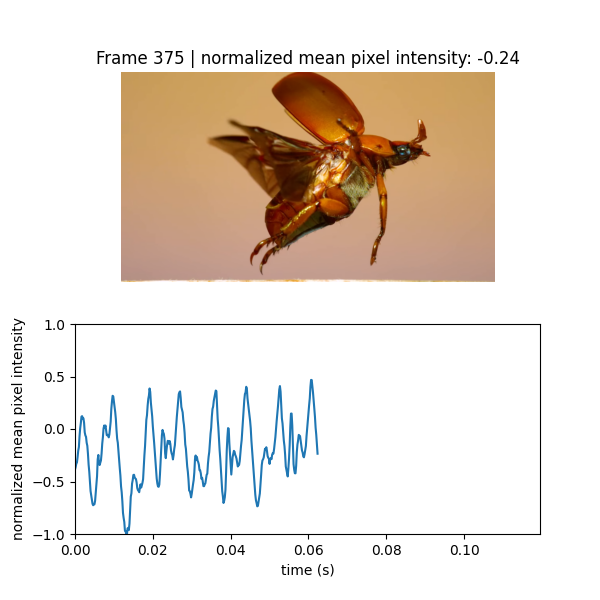 Frame 375 | normalized mean pixel intensity: -0.24
normalized mean pixel intensity
1.0
0.5
0.0
−0.5
−1.0
0.00 0.02 0.04 0.06 0.08 0.10
time (s)